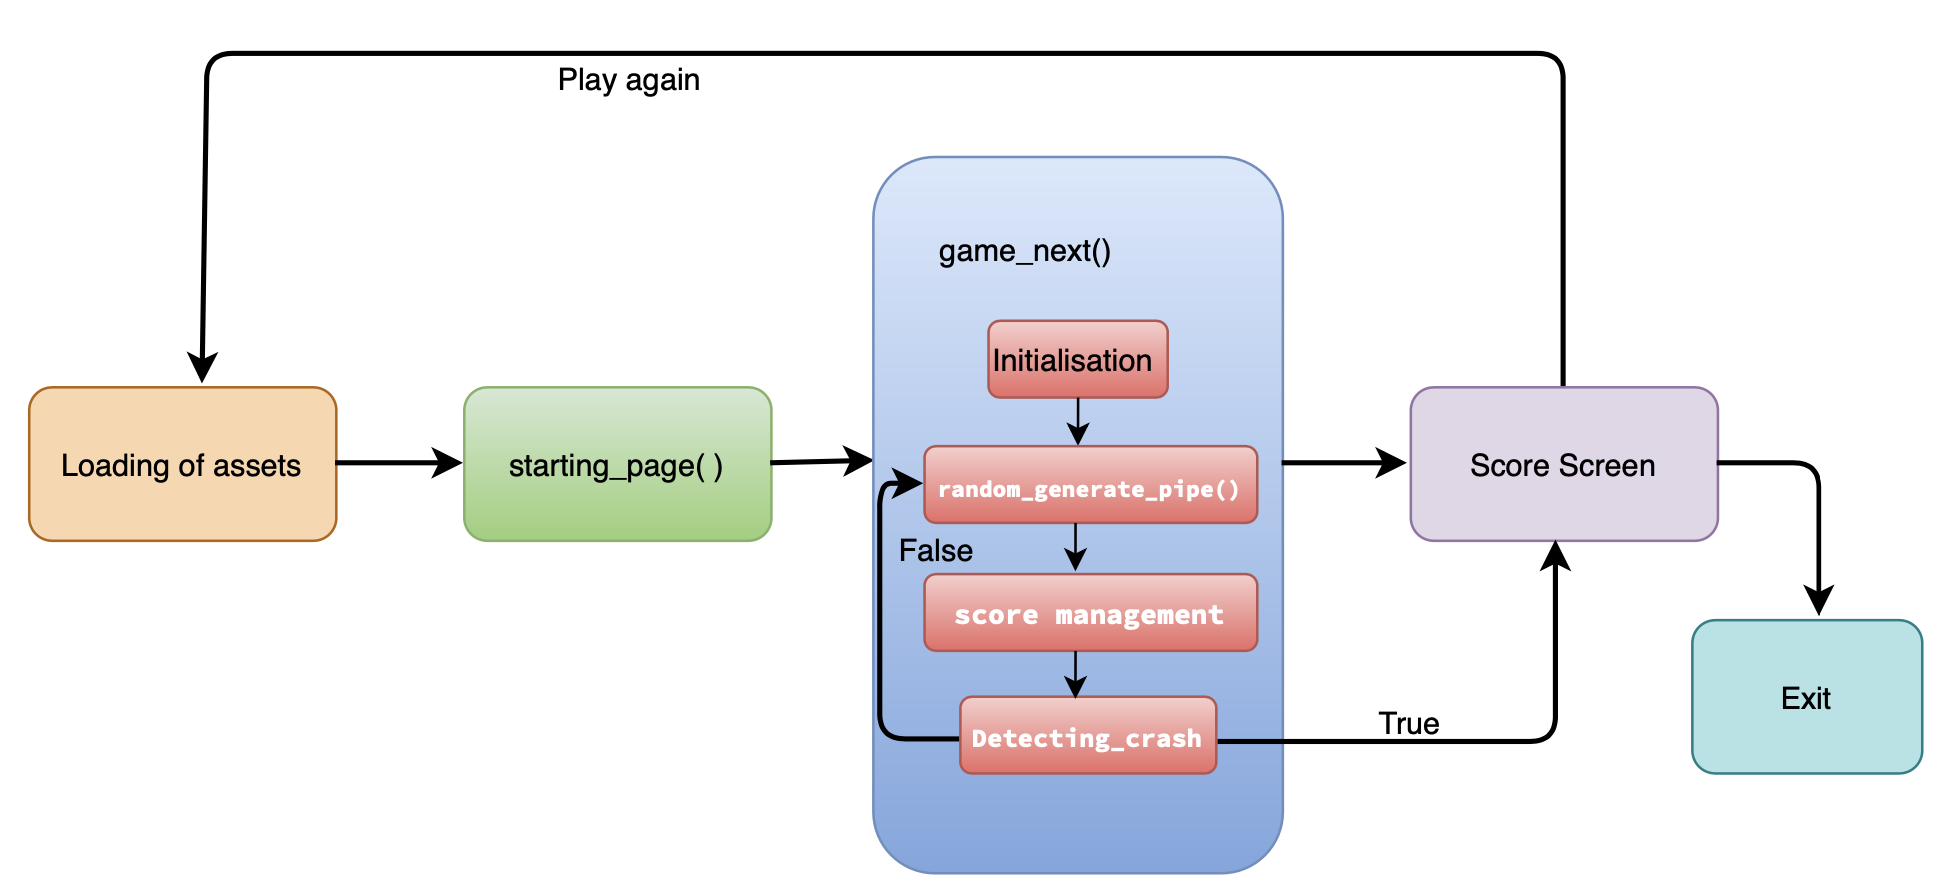 Play again
game_next()
Initialisation
Loading of assets
starting_page( )
random_generate_pipe()
Score Screen
False
score management
Detecting_crash
True
Exit